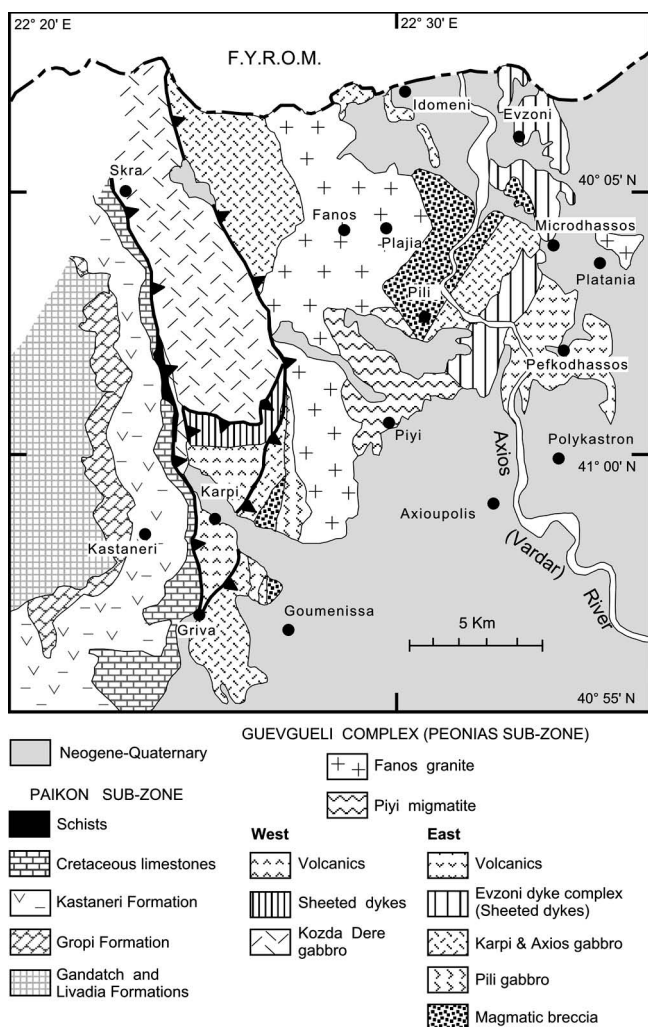 22° 20' E
22° 30' E
F.Y.R.O.M.
Idomeni
Evzoni
Skra
40° 05' N
Fanos
Plajia
Microdhassos
Platania
Pili
Pefkodhassos
Piyi
Axios
Polykastron
41° 00' N
Karpi
Axioupolis
Kastaneri
(Vardar)
Goumenissa
River
Griva
5 Km
40° 55' N
Neogene-Quaternary
PAIKON SUB-ZONE
Schists
Cretaceous limestones
Kastaneri Formation
Gropi Formation
Gandatch and
Livadia Formations
GUEVGUELI COMPLEX (PEONIAS SUB-ZONE)
Fanos granite
Piyi migmatite
West
Volcanics
Sheeted dykes
Kozda Dere
gabbro
East
Volcanics
Evzoni dyke complex
(Sheeted dykes)
Karpi & Axios gabbro
Pili gabbro
Magmatic breccia